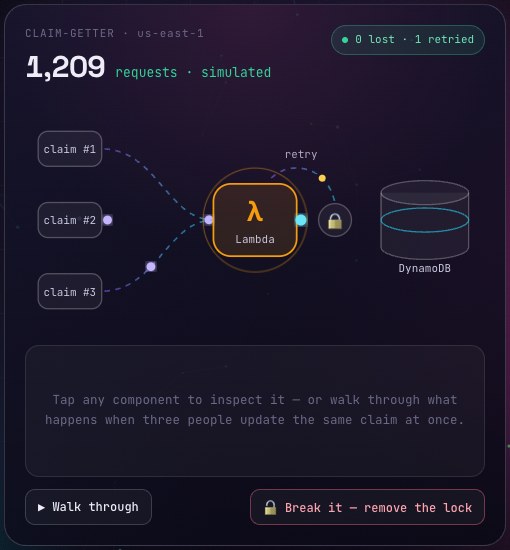 CLAIM-GETTER · us-east-1
0 lost · 1 retried
1,209 requests · simulated
retry
claim #1
claim #2
claim #3
λ
Lambda
DynamoDB
Tap any component to inspect it — or walk through what
happens when three people update the same claim at once.
▶ Walk through
🔒 Break it — remove the lock